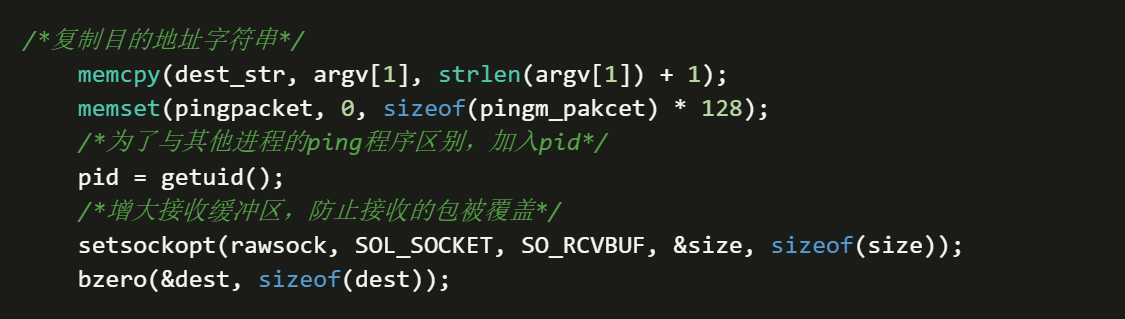 /*复制目的地址字符串*/
memcpy(dest_str, argv[1], strlen(argv[1]) + 1);
memset(pingpacket, 0, sizeof(pingm_pakcet) * 128);
/*为了与其他进程的ping程序区别，加入pid*/
pid = getuid();
/*增大接收缓冲区，防止接收的包被覆盖*/
setsockopt(rawsock, SOL_SOCKET, SO_RCVBUF, &size, sizeof(size));
bzero(&dest, sizeof(dest));